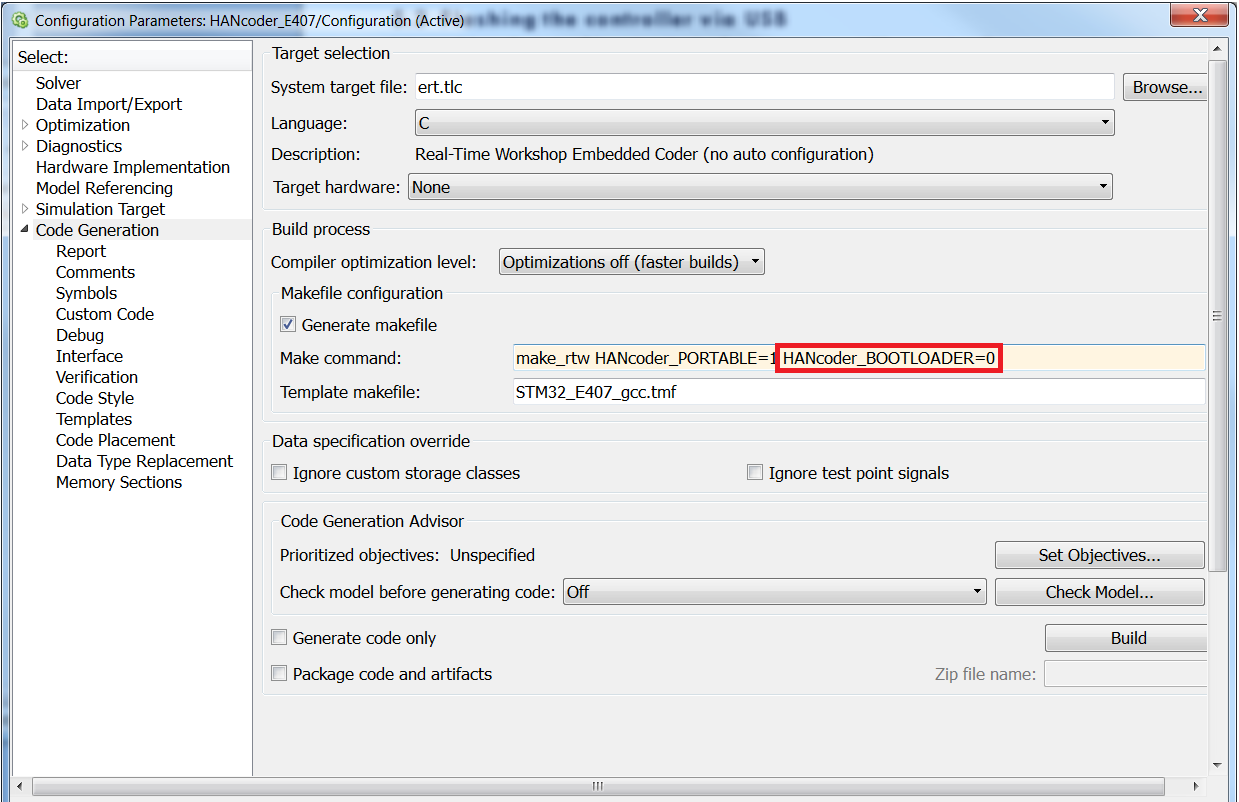 Configuration Parameters: HANcoder_E407/Configuration (Active)
Flashing the controller via USB
Select:
Solver
Data Import/Export
Optimization
Diagnostics
Hardware Implementation
Model Referencing
Simulation Target
Code Generation
Report
Comments
Symbols
Custom Code
Debug
Interface
Verification
Code Style
Templates
Code Placement
Data Type Replacement
Memory Sections
Target selection
System target file: ert.tlc Browse...
Language: C
Description: Real-Time Workshop Embedded Coder (no auto configuration)
Target hardware: None
Build process
Compiler optimization level: Optimizations off (faster builds)
Makefile configuration
Generate makefile
Make command: make_rtw HANcoder_PORTABLE=1 HANcoder_BOOTLOADER=0
Template makefile: STM32_E407_gcc.tmf
Data specification override
Ignore custom storage classes Ignore test point signals
Code Generation Advisor
Prioritized objectives: Unspecified Set Objectives...
Check model before generating code: Off Check Model...
Generate code only Build
Package code and artifacts Zip file name: